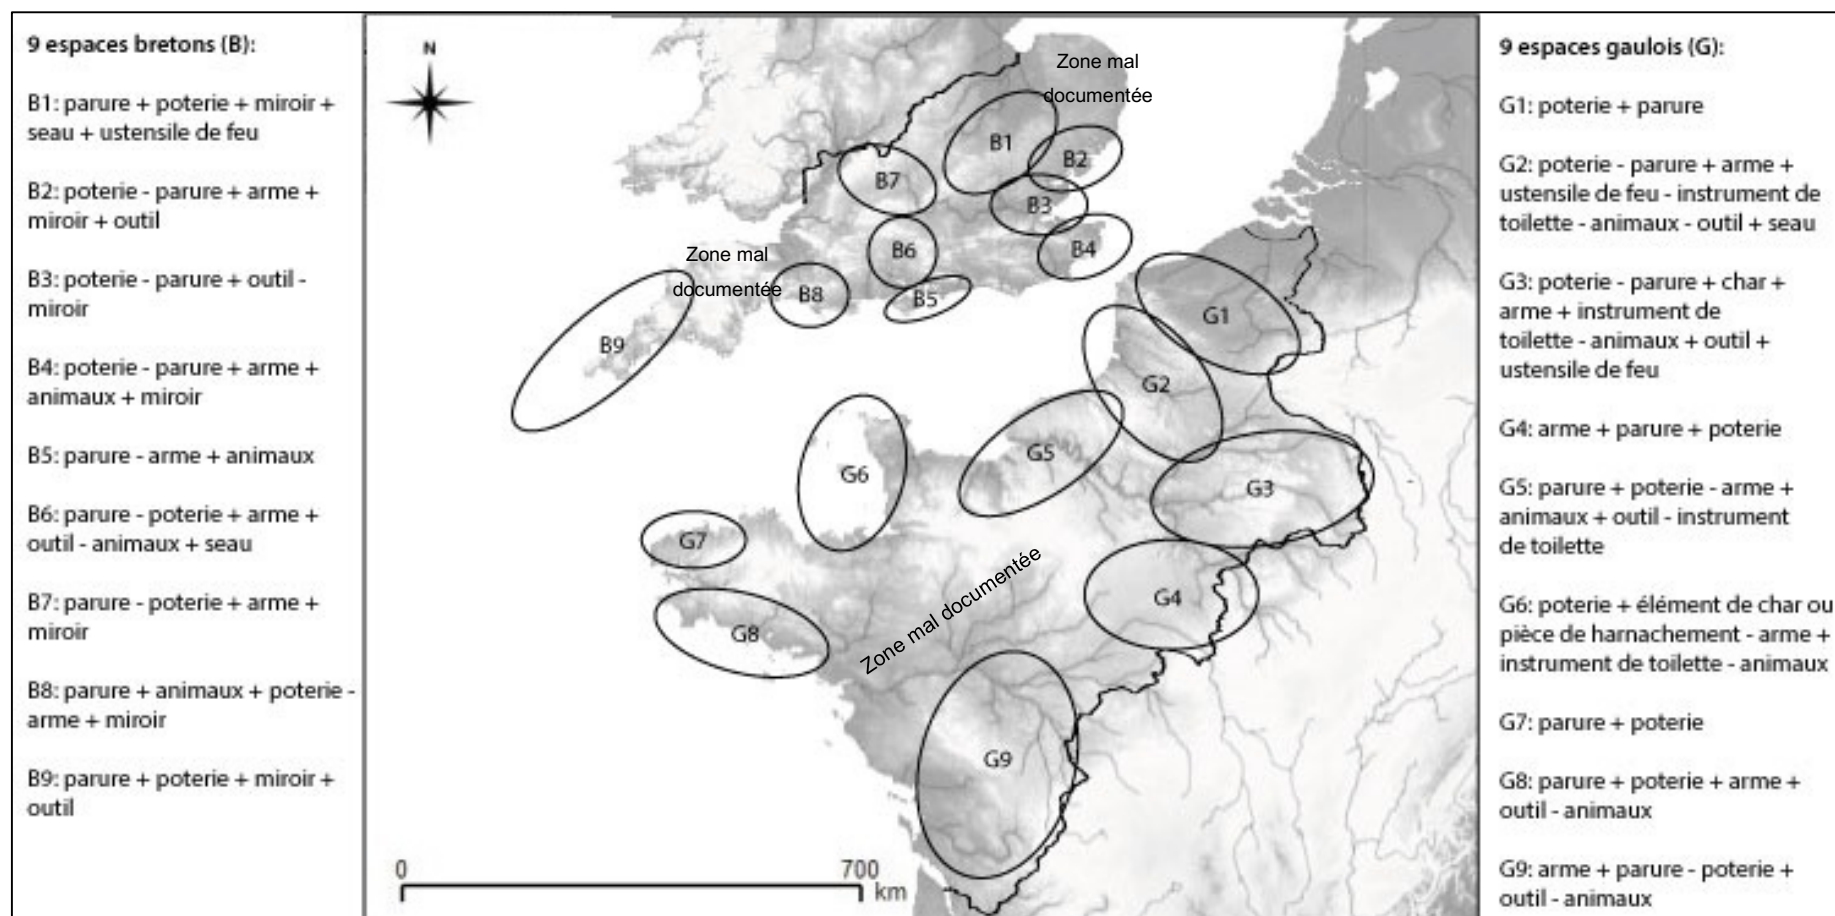 9 espaces bretons (B):
B1: parure + poterie + miroir +
seau + ustensile de feu
B2: poterie - parure + arme +
miroir + outil
B3: poterie - parure + outil -
miroir
B4: poterie - parure + arme +
animaux + miroir
B5: parure - arme + animaux
B6: parure - poterie + arme +
outil - animaux + seau
B7: parure - poterie + arme +
miroir
B8: parure + animaux + poterie -
arme + miroir
B9: parure + poterie + miroir +
outil
N
Zone mal
documentée
B1
B2
B7
B3
B6
B4
Zone mal
documentée
B8
B5
B9
G1
G2
G5
G6
G3
G7
G4
G8
Zone mal documentée
G9
0
700
km
9 espaces gaulois (G):
G1: poterie + parure
G2: poterie - parure + arme +
ustensile de feu - instrument de
toilette - animaux - outil + seau
G3: poterie - parure + char +
arme + instrument de
toilette - animaux + outil +
ustensile de feu
G4: arme + parure + poterie
G5: parure + poterie - arme +
animaux + outil - instrument
de toilette
G6: poterie + élément de char ou
pièce de harnachement - arme +
instrument de toilette - animaux
G7: parure + poterie
G8: parure + poterie + arme +
outil - animaux
G9: arme + parure - poterie +
outil - animaux